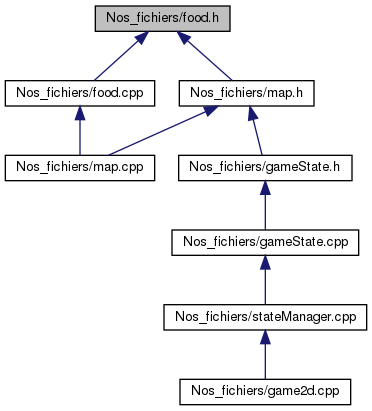 Nos_fichiers/food.h
Nos_fichiers/food.cpp
Nos_fichiers/map.h
Nos_fichiers/map.cpp
Nos_fichiers/gameState.h
Nos_fichiers/gameState.cpp
Nos_fichiers/stateManager.cpp
Nos_fichiers/game2d.cpp